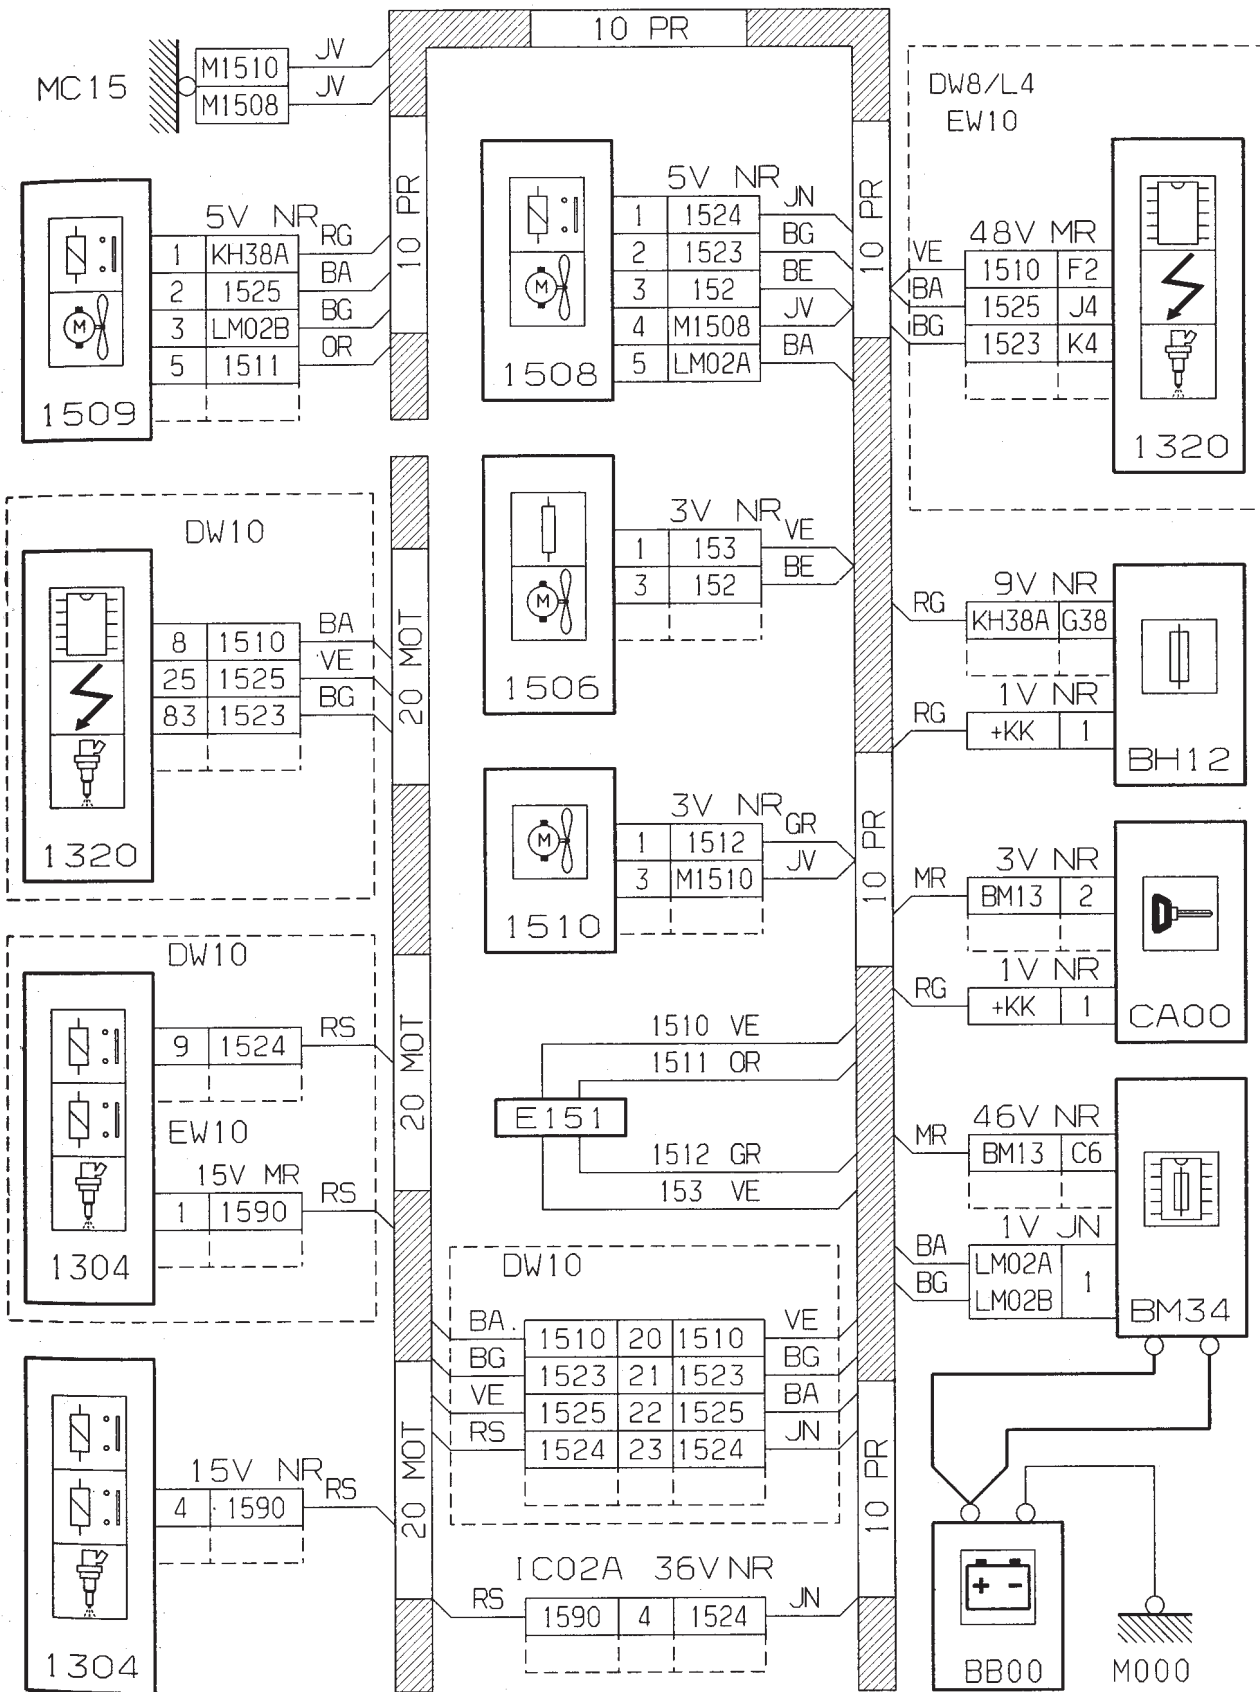 10 PR
MC15
M1510 JV
M1508 JV
10 PR
5V NR
1 KH38A RG
2 1525 BA
3 LM02B BG
5 1511 OR
M
1509
5V NR
1 1524 JN
2 1523 BG
3 152 BE
4 M1508 JV
5 LM02A BA
M
1508
10 PR
DW8/L4
EW10
48V MR
VE 1510 F2
BA 1525 J4
BG 1523 K4
1320
DW10
8 1510 BA
25 1525 VE
83 1523 BG
1320
20 MOT
3V NR
1 153 VE
3 152 BE
M
1506
9V NR
RG KH38A G38
1V NR
RG +KK 1
BH12
3V NR
1 1512 GR
3 M1510 JV
M
1510
10 PR
3V NR
MR BM13 2
1V NR
RG +KK 1
CA00
DW10
9 1524 RS
EW10
15V MR
1 1590 RS
1304
20 MOT
1510 VE
1511 OR
E151
1512 GR
153 VE
46V NR
MR BM13 C6
1V JN
BA LM02A 1
BG LM02B
BM34
DW10
BA 1510 20 1510 VE
BG 1523 21 1523 BG
VE 1525 22 1525 BA
RS 1524 23 1524 JN
15V NR
4 1590 RS
1304
20 MOT
10 PR
IC02A 36V NR
RS 1590 4 1524 JN
+ -
BB00
M000